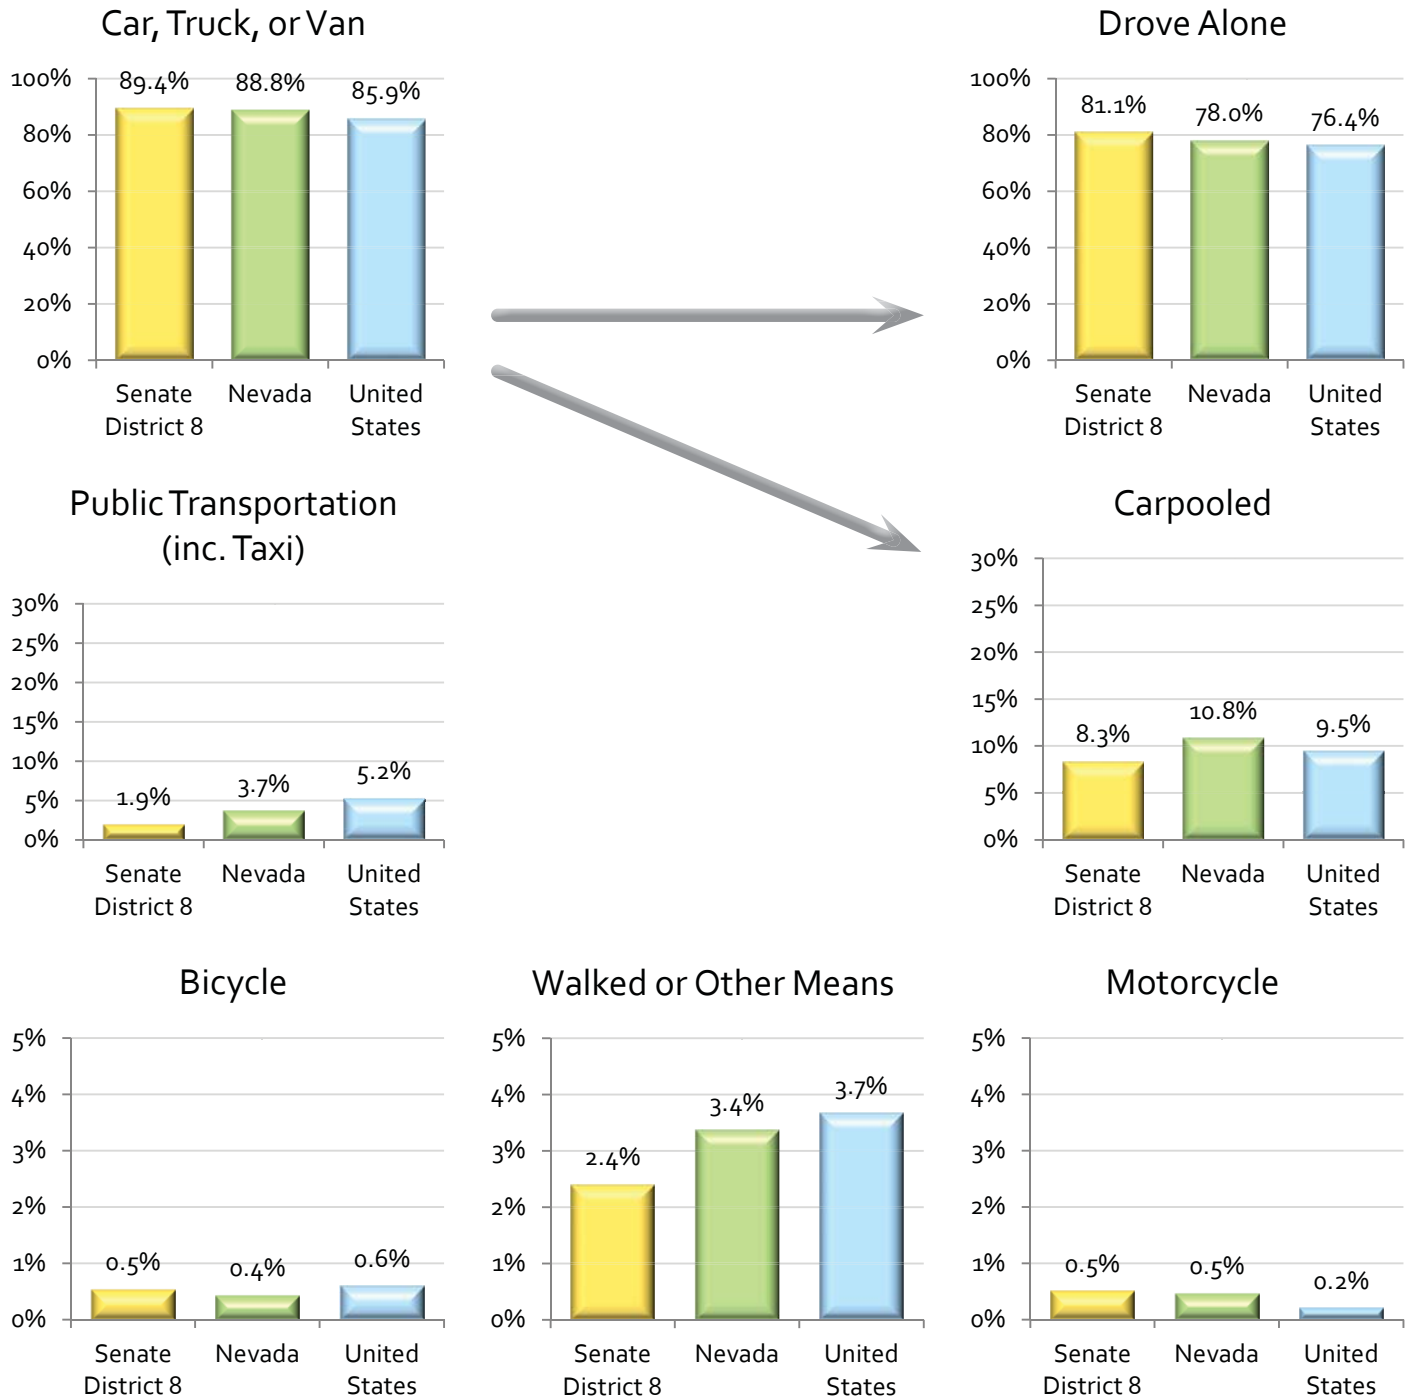 Car, Truck, or Van
100%
80%
60%
40%
20%
0%
89.4%
88.8%
85.9%
Senate
District 8
Nevada
United
States
Drove Alone
100%
80%
60%
40%
20%
0%
81.1%
78.0%
76.4%
Senate
District 8
Nevada
United
States
Public Transportation
(inc. Taxi)
30%
25%
20%
15%
10%
5%
0%
1.9%
3.7%
5.2%
Senate
District 8
Nevada
United
States
Carpooled
30%
25%
20%
15%
10%
5%
0%
8.3%
10.8%
9.5%
Senate
District 8
Nevada
United
States
Bicycle
5%
4%
3%
2%
1%
0%
0.5%
0.4%
0.6%
Senate
District 8
Nevada
United
States
Walked or Other Means
5%
4%
3%
2%
1%
0%
2.4%
3.4%
3.7%
Senate
District 8
Nevada
United
States
Motorcycle
5%
4%
3%
2%
1%
0%
0.5%
0.5%
0.2%
Senate
District 8
Nevada
United
States